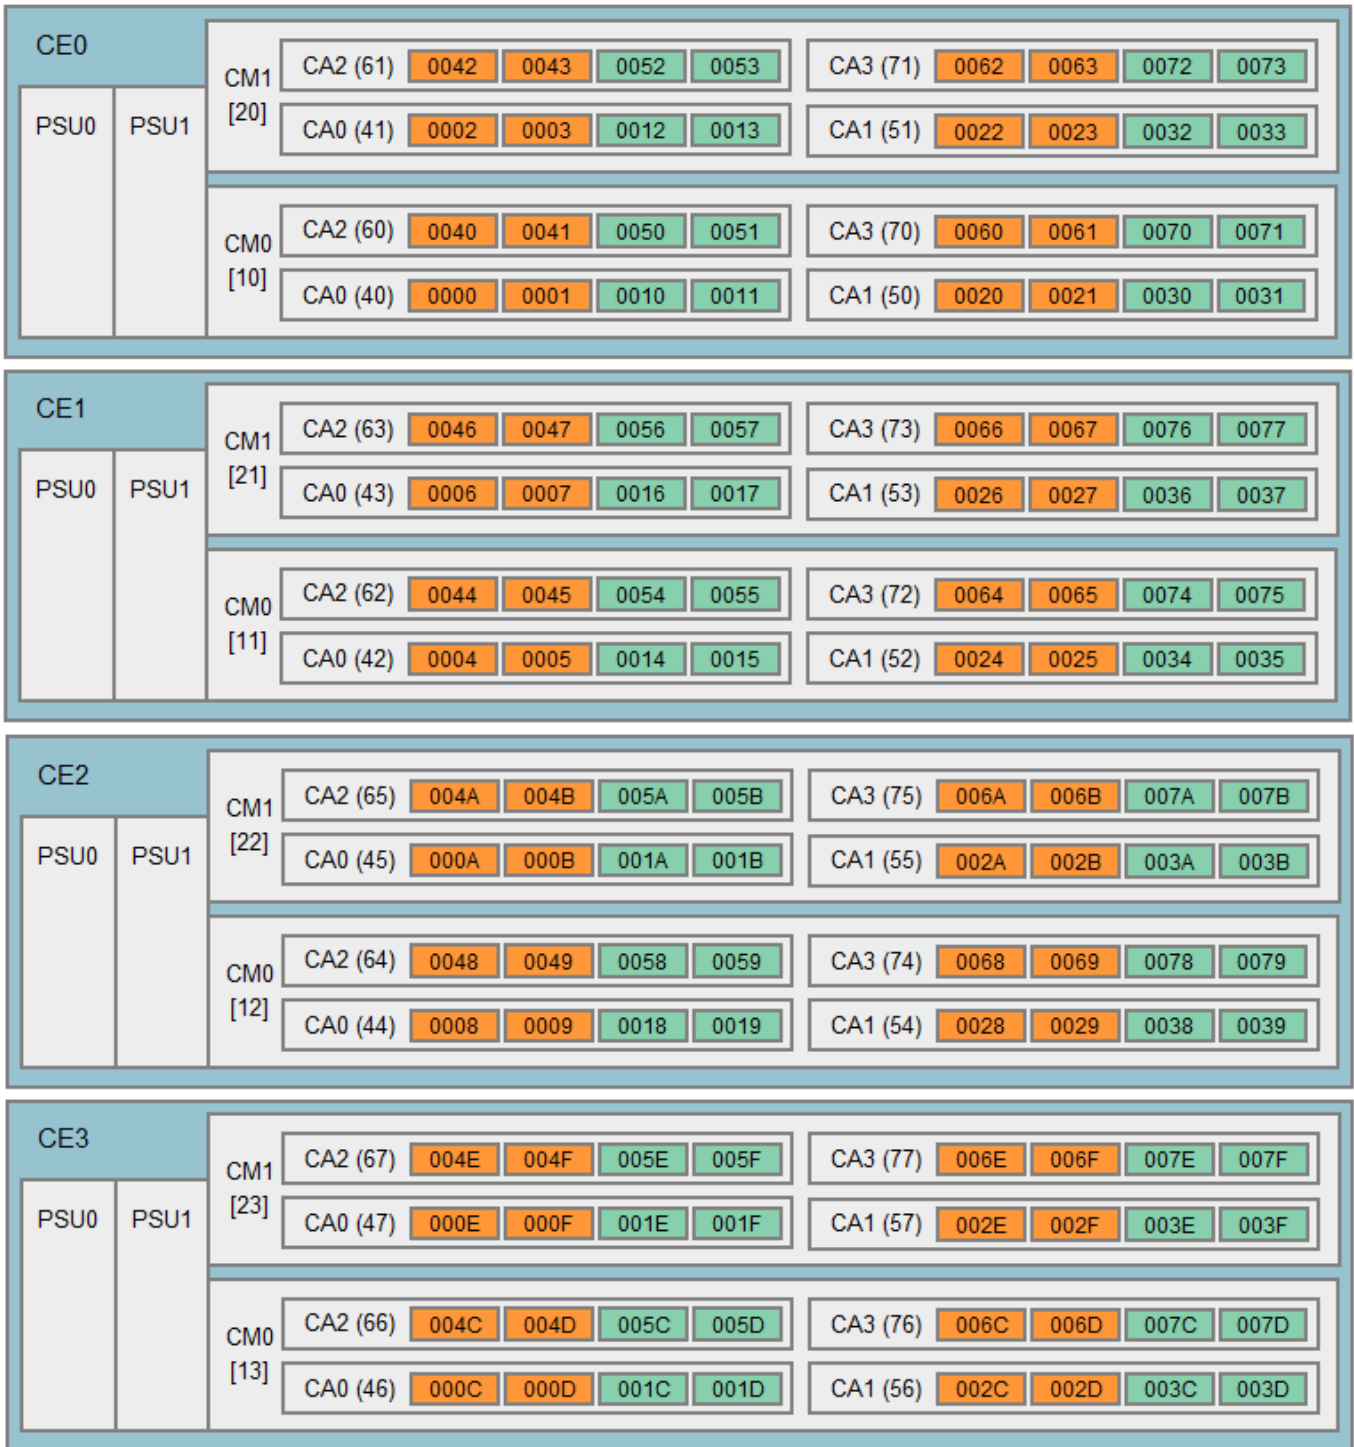 CE0
PSU0 PSU1
CM1
[20]
CA2 (61) 0042 0043 0052 0053 CA3 (71) 0062 0063 0072 0073
CA0 (41) 0002 0003 0012 0013 CA1 (51) 0022 0023 0032 0033
CM0
[10]
CA2 (60) 0040 0041 0050 0051 CA3 (70) 0060 0061 0070 0071
CA0 (40) 0000 0001 0010 0011 CA1 (50) 0020 0021 0030 0031
CE1
PSU0 PSU1
CM1
[21]
CA2 (63) 0046 0047 0056 0057 CA3 (73) 0066 0067 0076 0077
CA0 (43) 0006 0007 0016 0017 CA1 (53) 0026 0027 0036 0037
CM0
[11]
CA2 (62) 0044 0045 0054 0055 CA3 (72) 0064 0065 0074 0075
CA0 (42) 0004 0005 0014 0015 CA1 (52) 0024 0025 0034 0035
CE2
PSU0 PSU1
CM1
[22]
CA2 (65) 004A 004B 005A 005B CA3 (75) 006A 006B 007A 007B
CA0 (45) 000A 000B 001A 001B CA1 (55) 002A 002B 003A 003B
CM0
[12]
CA2 (64) 0048 0049 0058 0059 CA3 (74) 0068 0069 0078 0079
CA0 (44) 0008 0009 0018 0019 CA1 (54) 0028 0029 0038 0039
CE3
PSU0 PSU1
CM1
[23]
CA2 (67) 004E 004F 005E 005F CA3 (77) 006E 006F 007E 007F
CA0 (47) 000E 000F 001E 001F CA1 (57) 002E 002F 003E 003F
CM0
[13]
CA2 (66) 004C 004D 005C 005D CA3 (76) 006C 006D 007C 007D
CA0 (46) 000C 000D 001C 001D CA1 (56) 002C 002D 003C 003D